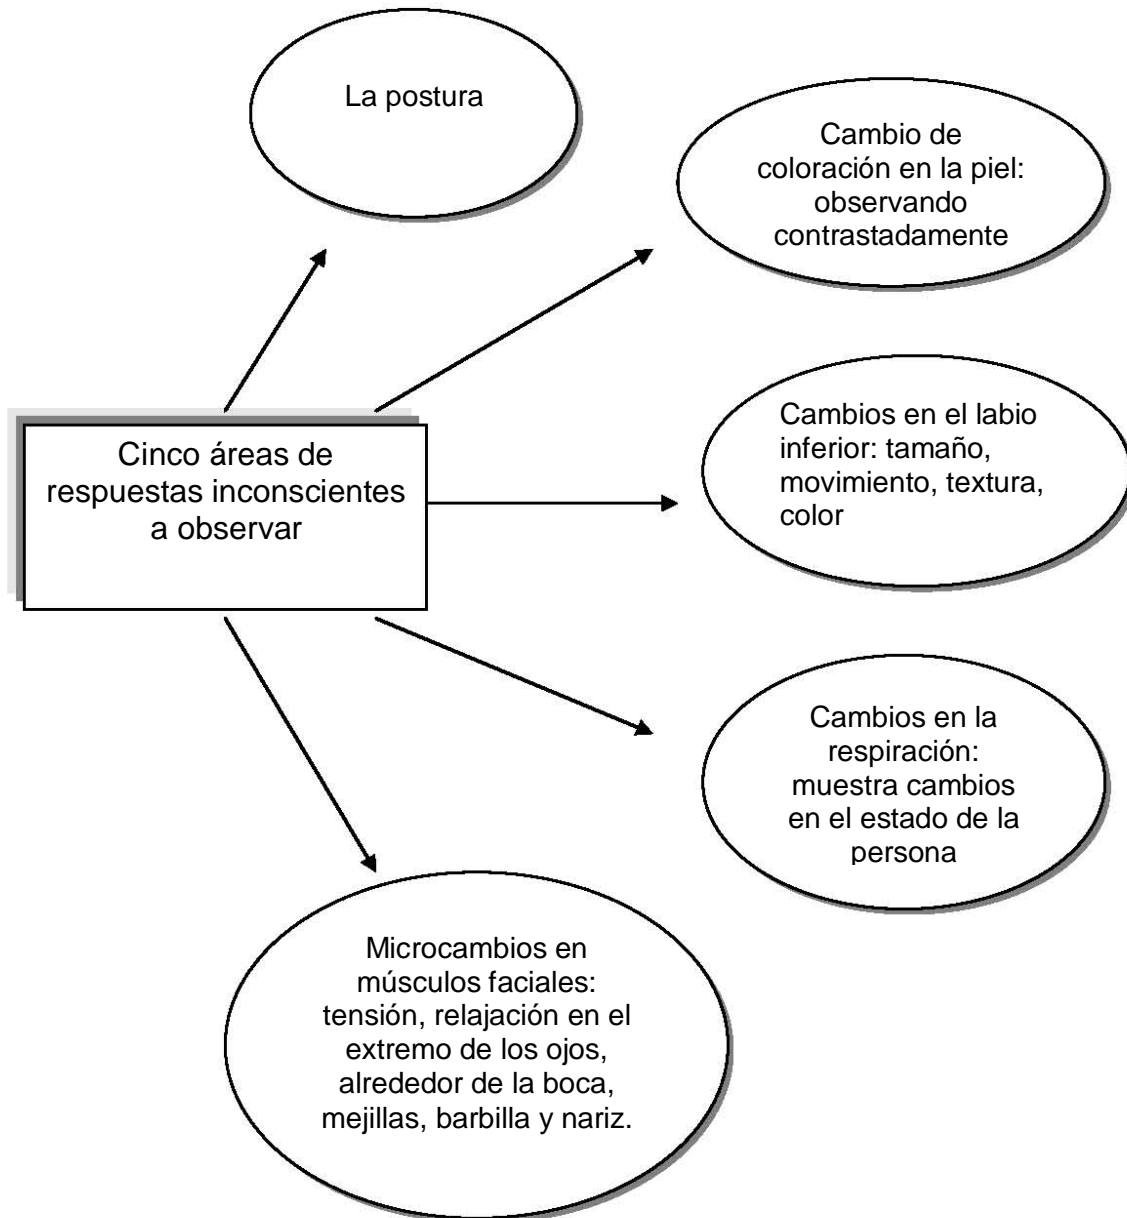 La postura
Cambio de
coloración en la piel:
observando
contrastadamente
Cambios en el labio
inferior: tamaño,
movimiento, textura,
color
Cinco áreas de
respuestas inconscientes
a observar
Cambios en la
respiración:
muestra cambios
en el estado de la
persona
Microcambios en
músculos faciales:
tensión, relajación en el
extremo de los ojos,
alrededor de la boca,
mejillas, barbilla y nariz.